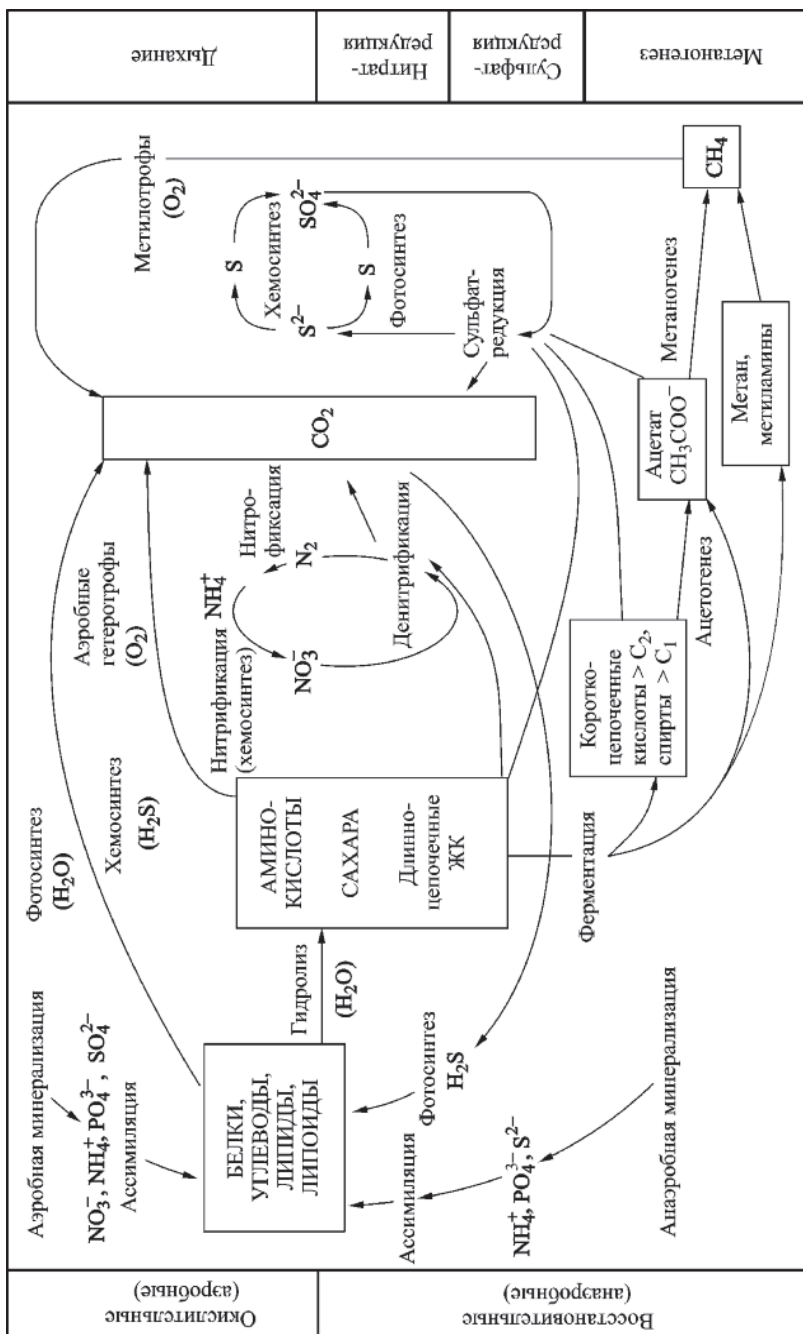 Окислительные
(аэробные)
Восстановительные
(анаэробные)
Аэробная минерализация
NO₃⁻, NH₄⁺, PO₄³⁻, SO₄²⁻
Ассимиляция
БЕЛКИ,
УГЛЕВОДЫ,
ЛИПИДЫ,
ЛИПОИДЫ
Ассимиляция
NH₄⁺, PO₄³⁻, S²⁻
Анаэробная минерализация
Гидролиз
(H₂O)
Фотосинтез
H₂S
Фотосинтез
(H₂O)
Хемосинтез
(H₂S)
АМИНО-
КИСЛОТЫ
САХАРА
Длинно-
цепочечные
ЖК
Ферментация
Аэробные
гетеротрофы
(O₂)
Нитрификация
(хемосинтез)
NH₄⁺
NO₃⁻
Нитро-
фиксация
N₂
Денитрификация
Коротко-
цепочечные
кислоты > C₂,
спирты > C₁
Ацетогенез
CO₂
Ацетат
CH₃COO⁻
Метан,
метиламины
Метаногенез
CH₄
Сульфат-
редукция
S²⁻
S
Хемосинтез
SO₄²⁻
S
Фотосинтез
Метилотрофы
(O₂)
Дыхание
Нитрат-
редукция
Сульфат-
редукция
Метаногенез